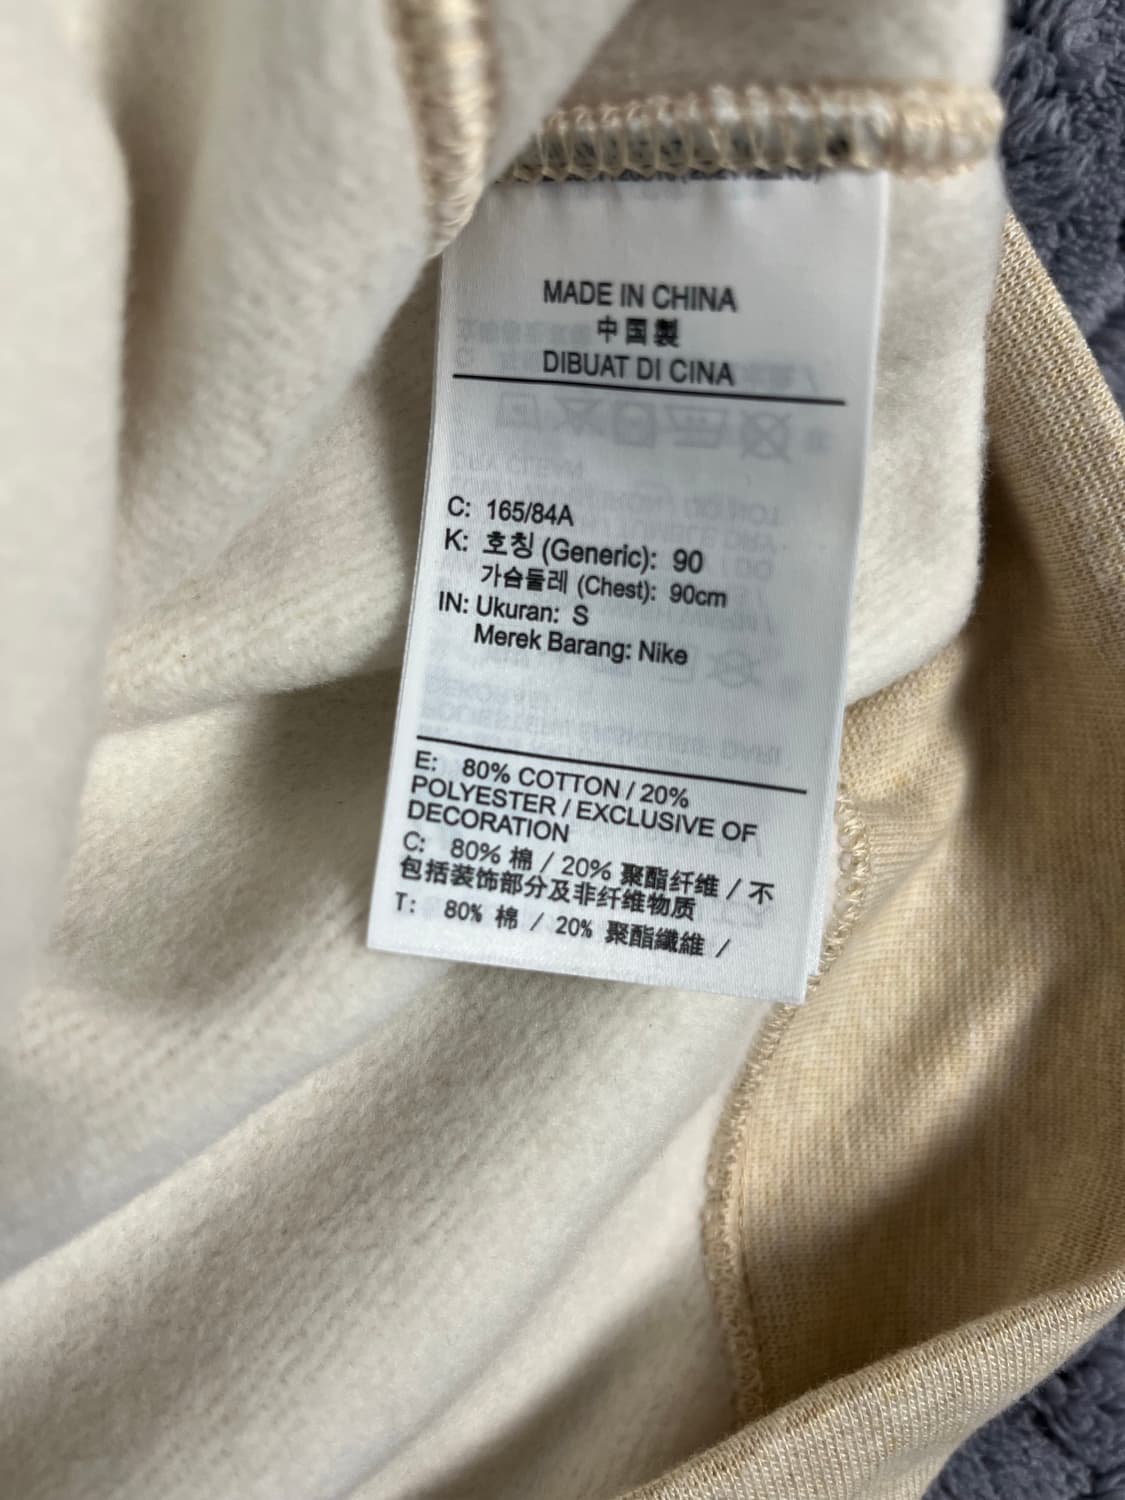 MADE IN CHINA
中国製
DIBUAT DI CINA
C: 165/84A
K: 호칭 (Generic): 90
가슴둘레 (Chest): 90cm
IN: Ukuran: S
Merek Barang: Nike
E: 80% COTTON / 20%
POLYESTER / EXCLUSIVE OF
DECORATION
C: 80% 棉 / 20% 聚酯纤维 / 不
包括装饰部分及非纤维物质
T: 80% 棉 / 20% 聚酯纖維 /